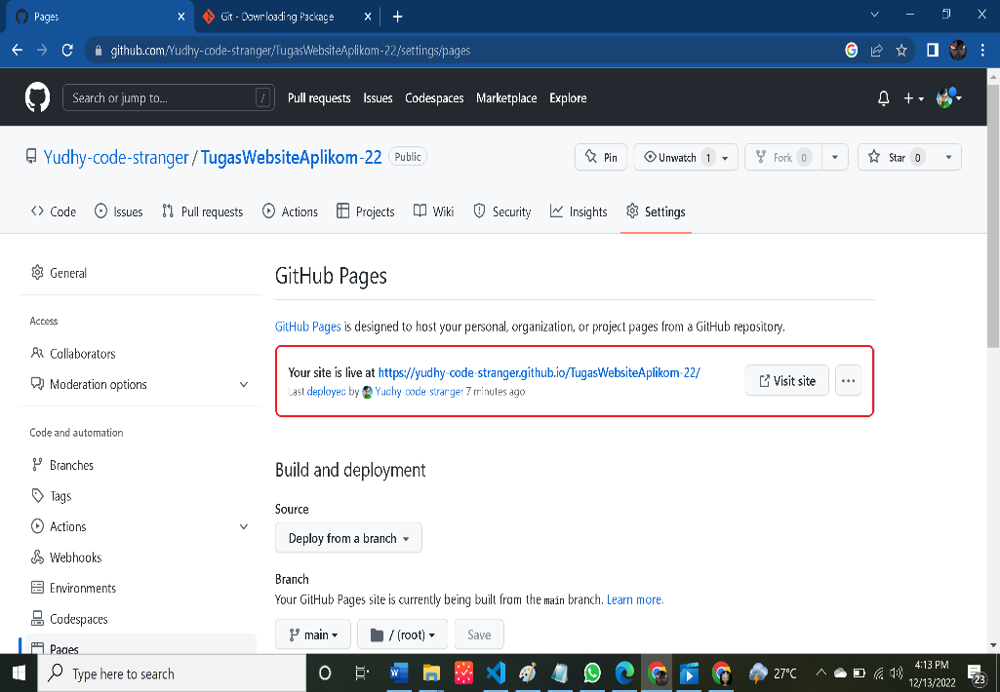 Pages
Git - Downloading Package
github.com/Yudhy-code-stranger/TugasWebsiteAplikom-22/settings/pages
Search or jump to... /
Pull requests Issues Codespaces Marketplace Explore
Yudhy-code-stranger / TugasWebsiteAplikom-22 Public
Pin Unwatch 1 Fork 0 Star 0
Code Issues Pull requests Actions Projects Wiki Security Insights Settings
General
Access
Collaborators
Moderation options
Code and automation
Branches
Tags
Actions
Webhooks
Environments
Codespaces
Pages
GitHub Pages
GitHub Pages is designed to host your personal, organization, or project pages from a GitHub repository.
Your site is live at https://yudhy-code-stranger.github.io/TugasWebsiteAplikom-22/
Last deployed by Yudhy-code-stranger 7 minutes ago
Visit site
Build and deployment
Source
Deploy from a branch
Branch
Your GitHub Pages site is currently being built from the main branch. Learn more.
main / (root) Save
Type here to search
27°C
4:13 PM
12/13/2022
23